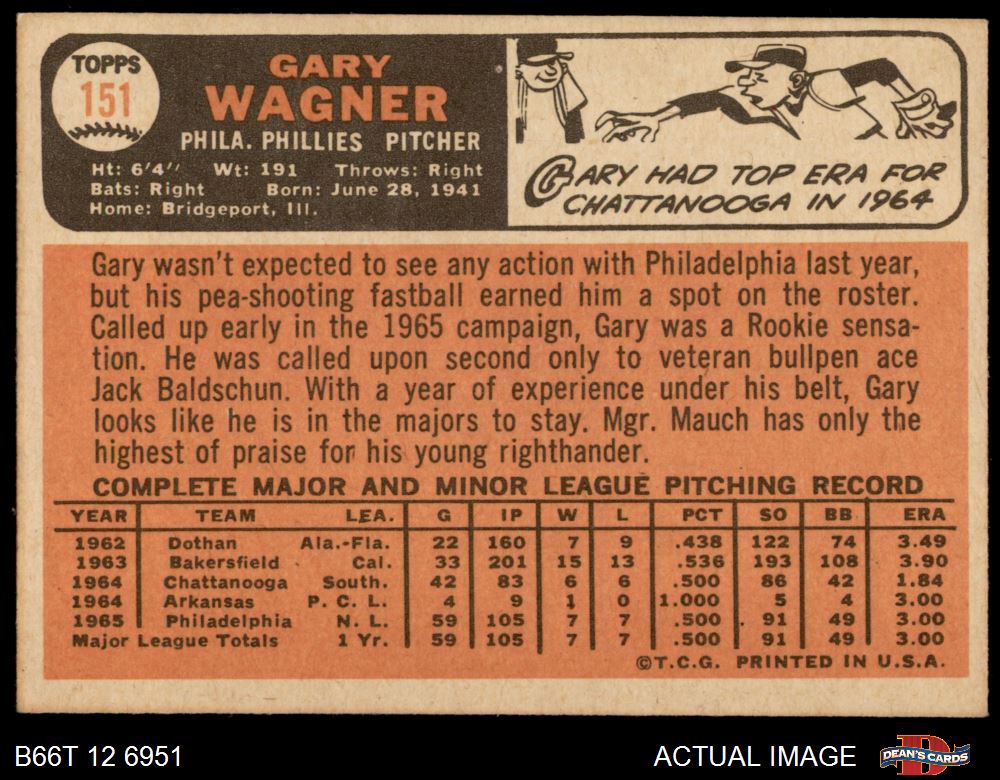 TOPPS
151
GARY
WAGNER
PHILA. PHILLIES PITCHER
Ht: 6'4" Wt: 191 Throws: Right
Bats: Right Born: June 28, 1941
Home: Bridgeport, Ill.
GARY HAD TOP ERA FOR
CHATTANOOGA IN 1964
Gary wasn't expected to see any action with Philadelphia last year,
but his pea-shooting fastball earned him a spot on the roster.
Called up early in the 1965 campaign, Gary was a Rookie sensa-
tion. He was called upon second only to veteran bullpen ace
Jack Baldschun. With a year of experience under his belt, Gary
looks like he is in the majors to stay. Mgr. Mauch has only the
highest of praise for his young righthander.
COMPLETE MAJOR AND MINOR LEAGUE PITCHING RECORD
YEAR TEAM LEA. G IP W L PCT SO BB ERA
1962 Dothan Ala.-Fla. 22 160 7 9 .438 122 74 3.49
1963 Bakersfield Cal. 33 201 15 13 .536 193 108 3.90
1964 Chattanooga South. 42 83 6 6 .500 86 42 1.84
1964 Arkansas P. C. L. 4 9 1 0 1.000 5 4 3.00
1965 Philadelphia N. L. 59 105 7 7 .500 91 49 3.00
Major League Totals 1 Yr. 59 105 7 7 .500 91 49 3.00
©T.C.G. PRINTED IN U.S.A.
B66T 12 6951
ACTUAL IMAGE
DEAN'S CARDS